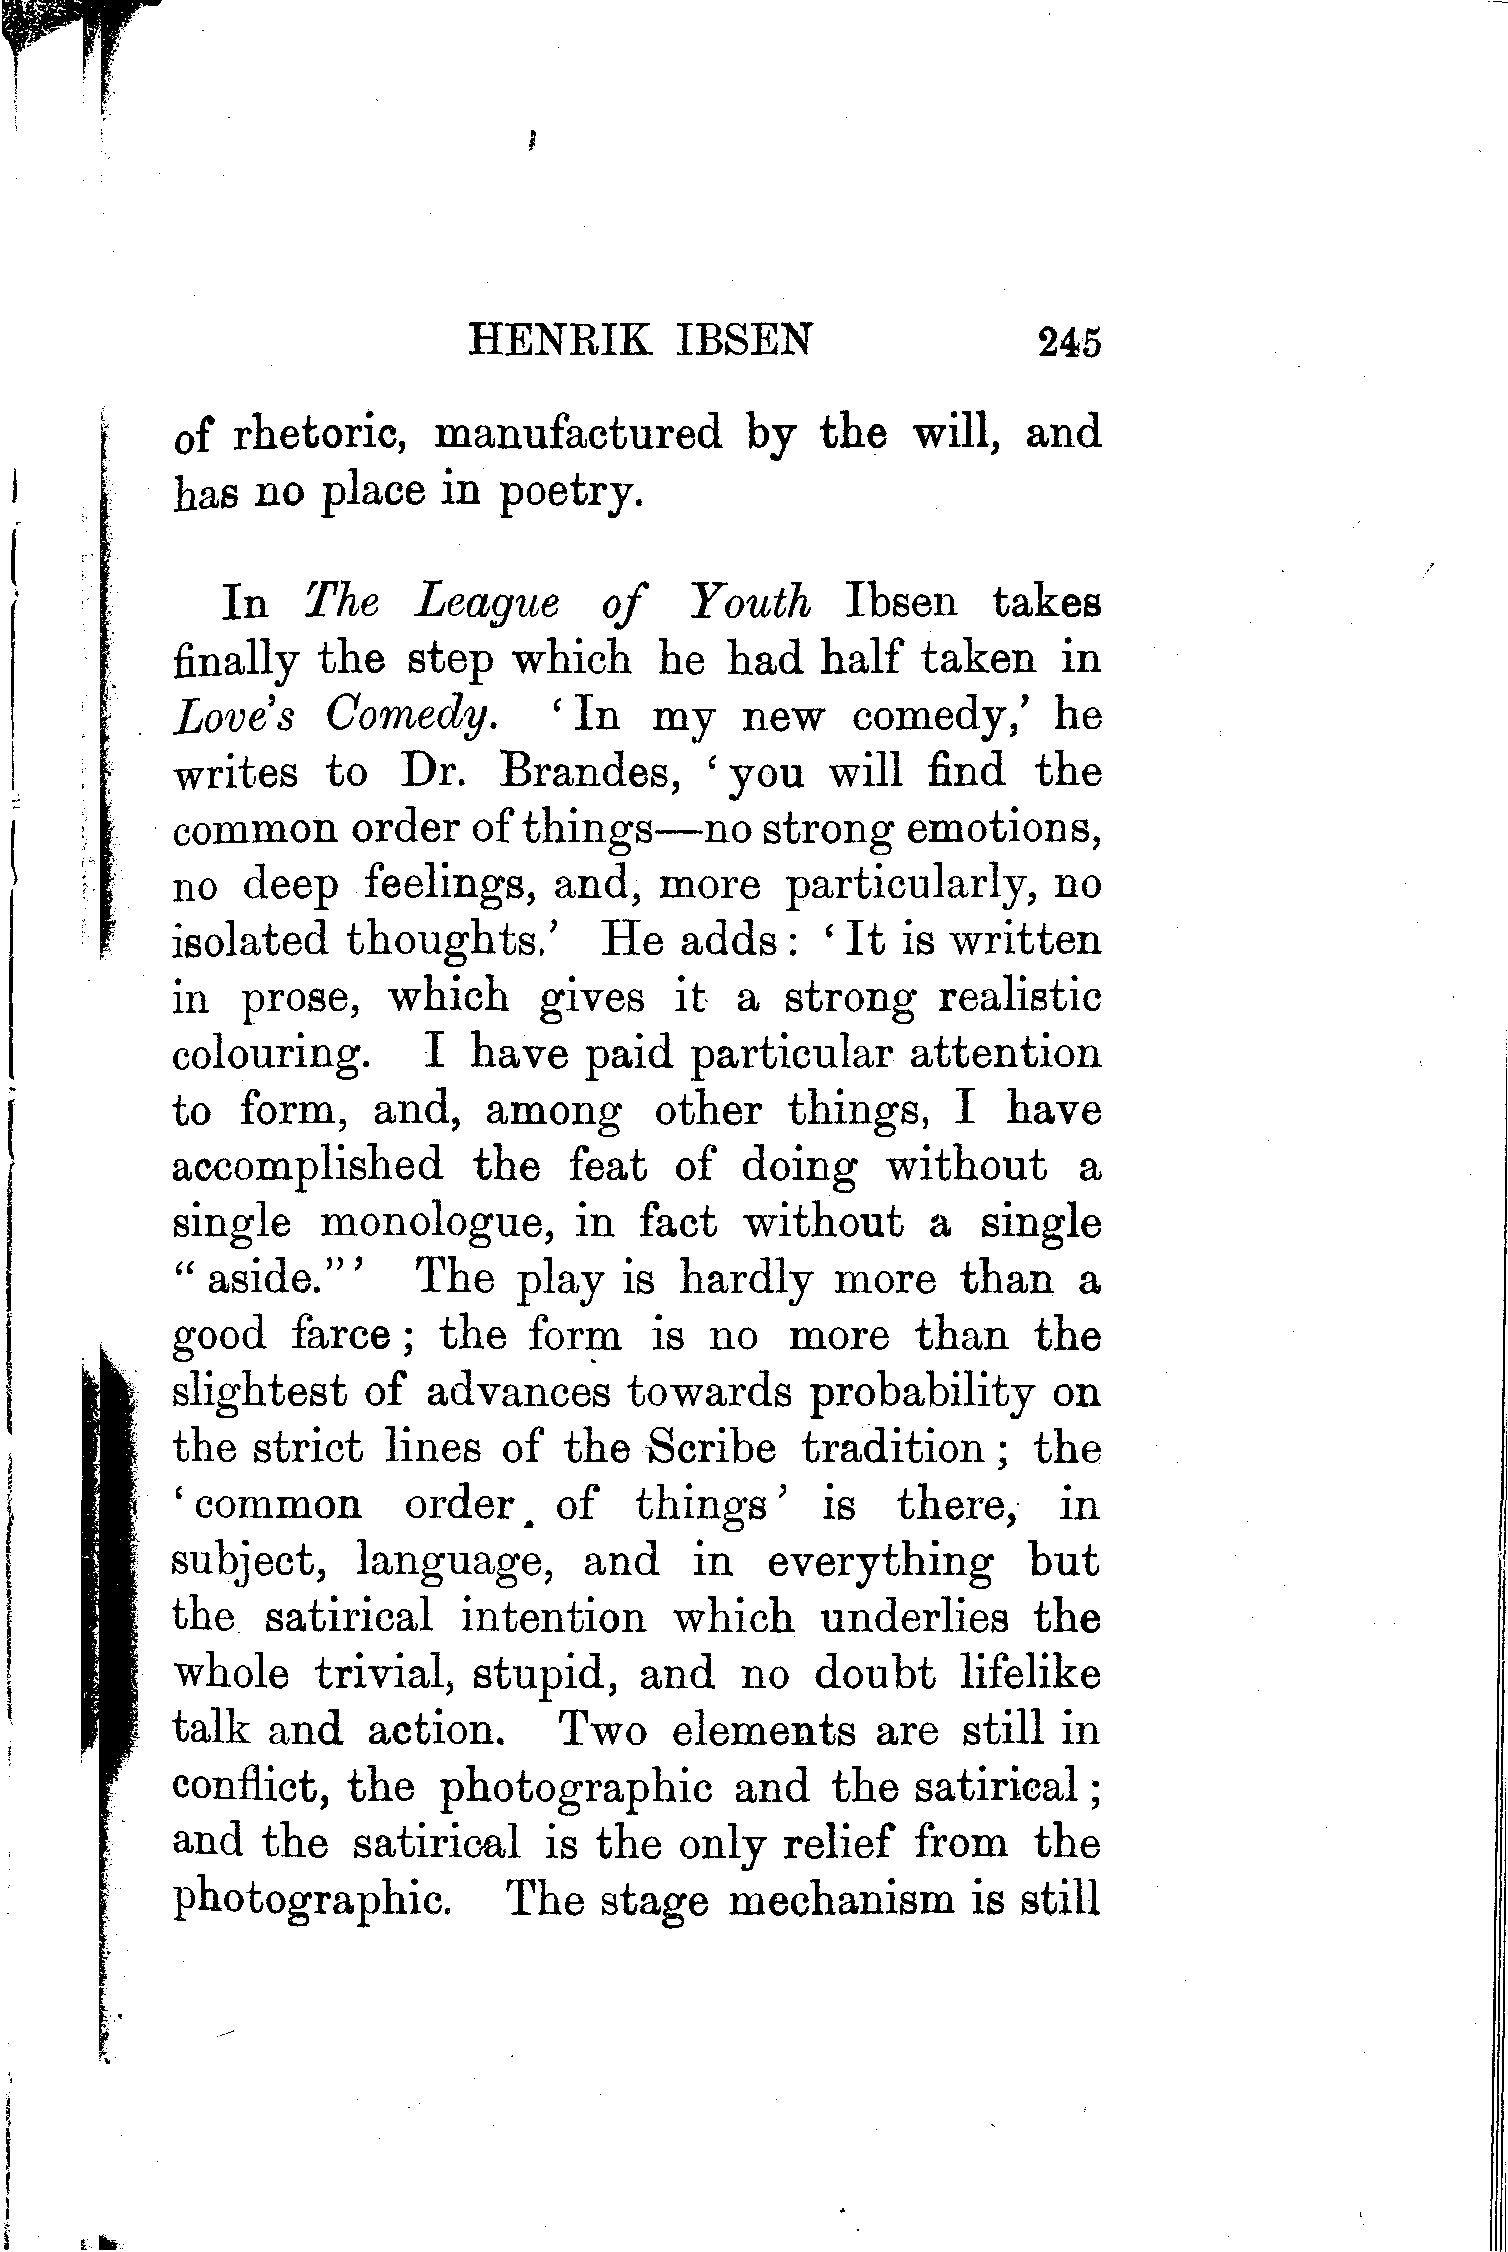 HENRIK IBSEN 245
of rhetoric, manufactured by the will, and
has no place in poetry.
In The League of Youth Ibsen takes
finally the step which he had half taken in
Love's Comedy. ‘In my new comedy,’ he
writes to Dr. Brandes, ‘you will find the
common order of things—no strong emotions,
no deep feelings, and, more particularly, no
isolated thoughts.’ He adds: ‘It is written
in prose, which gives it a strong realistic
colouring. I have paid particular attention
to form, and, among other things, I have
accomplished the feat of doing without a
single monologue, in fact without a single
“aside.”’ The play is hardly more than a
good farce; the form is no more than the
slightest of advances towards probability on
the strict lines of the Scribe tradition; the
‘common order of things’ is there, in
subject, language, and in everything but
the satirical intention which underlies the
whole trivial, stupid, and no doubt lifelike
talk and action. Two elements are still in
conflict, the photographic and the satirical;
and the satirical is the only relief from the
photographic. The stage mechanism is still